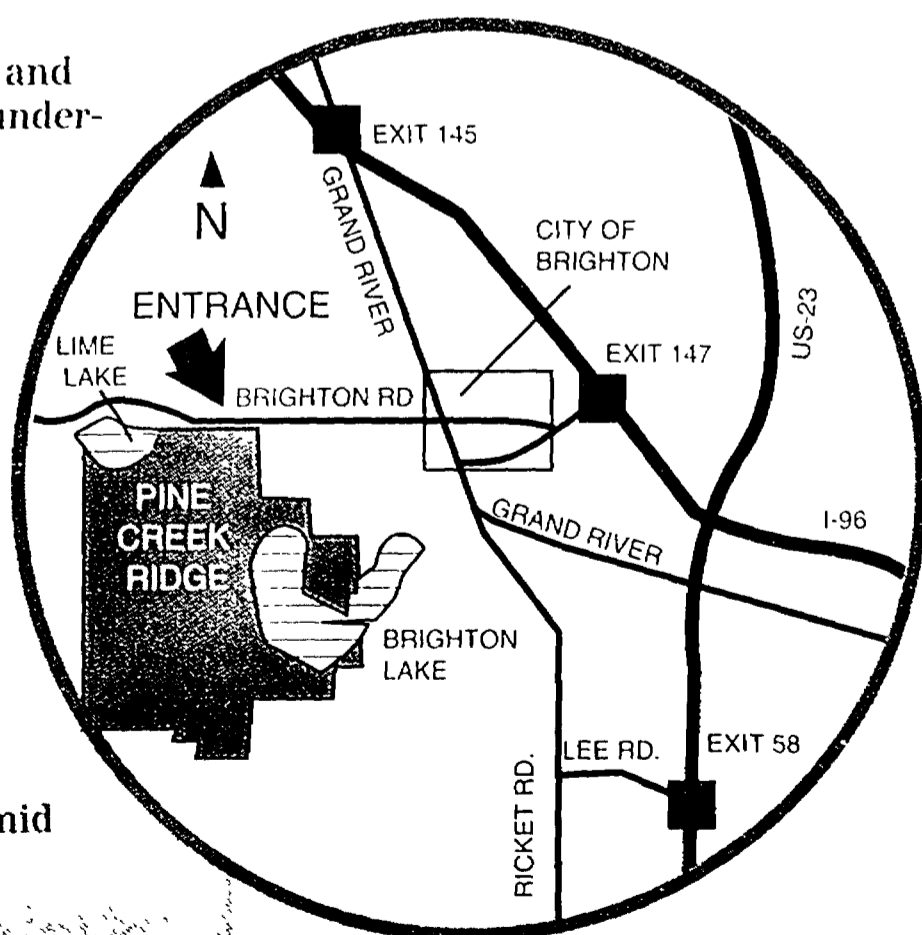 and
under-
EXIT 145
N
GRAND RIVER
CITY OF
BRIGHTON
ENTRANCE
US-23
LIME
LAKE
EXIT 147
BRIGHTON RD
PINE
CREEK
RIDGE
GRAND RIVER
I-96
BRIGHTON
LAKE
LEE RD.
EXIT 58
RICKET RD.
mid